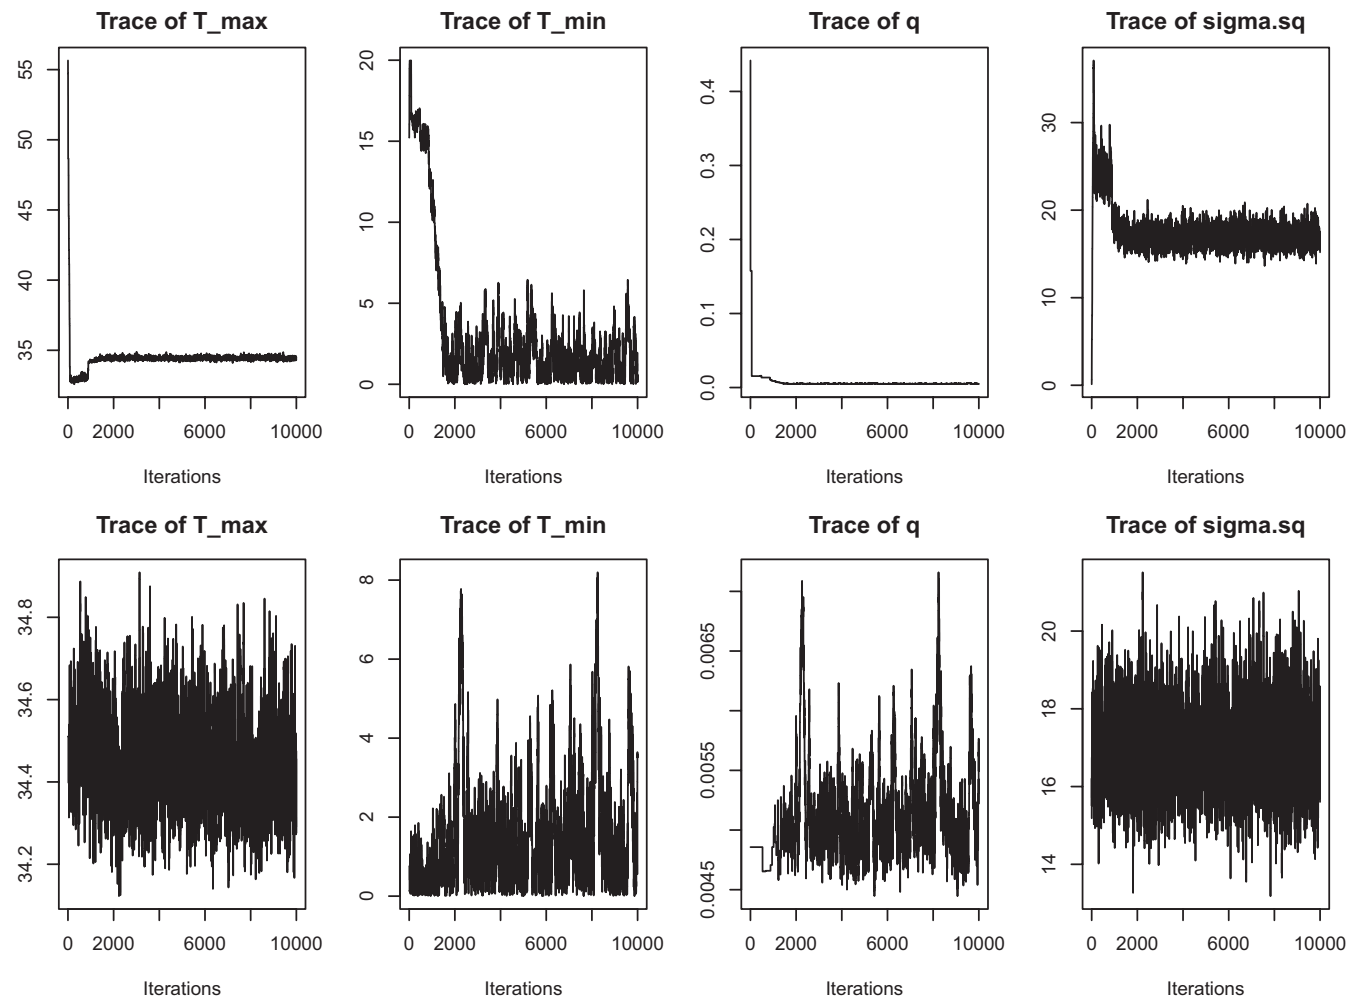 Trace of T_max Trace of T_min Trace of q Trace of sigma.sq
55
50
45
40
35
0 2000 6000 10000
Iterations
20
15
10
5
0
0 2000 6000 10000
Iterations
0.4
0.3
0.2
0.1
0.0
0 2000 6000 10000
Iterations
30
20
10
0
0 2000 6000 10000
Iterations
Trace of T_max Trace of T_min Trace of q Trace of sigma.sq
34.8
34.6
34.4
34.2
0 2000 6000 10000
Iterations
8
6
4
2
0
0 2000 6000 10000
Iterations
0.0065
0.0055
0.0045
0 2000 6000 10000
Iterations
20
18
16
14
0 2000 6000 10000
Iterations